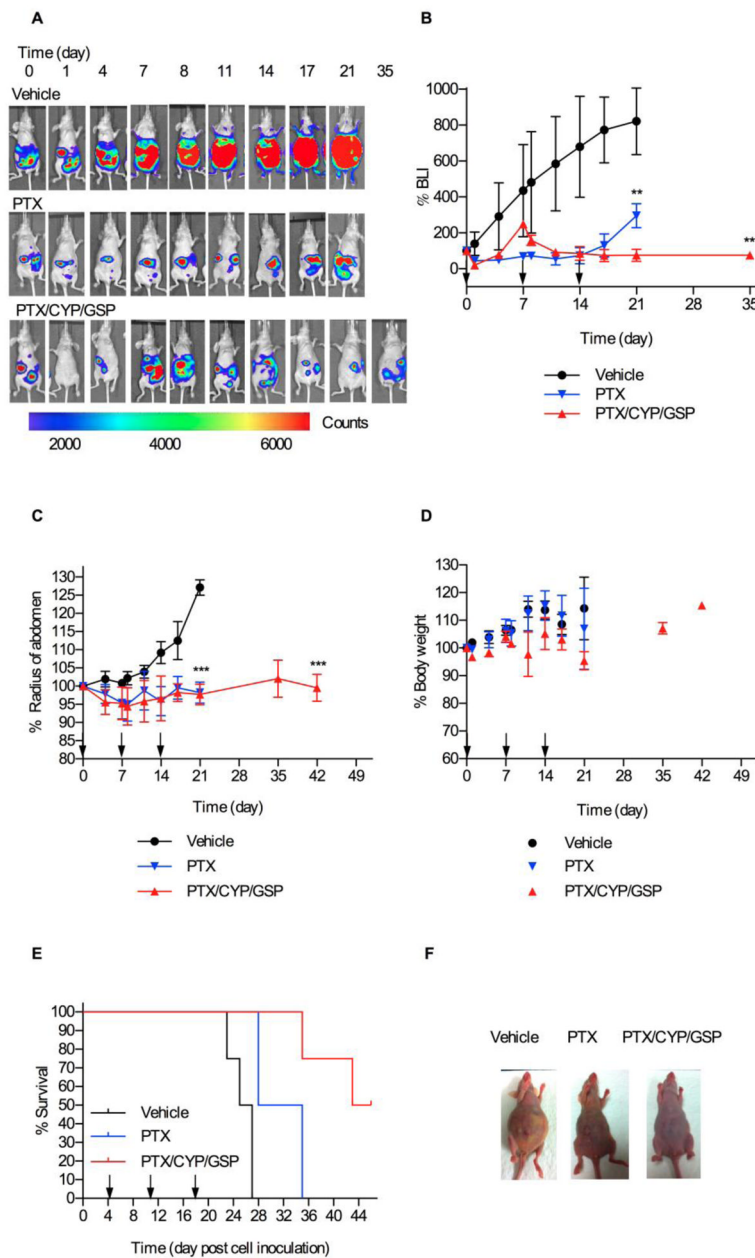 A
Time (day)
0 1 4 7 8 11 14 17 21 35
Vehicle
PTX
PTX/CYP/GSP
Counts
2000 4000 6000
B
1000
800
600
400
200
100
0
% BLI
**
**
0 7 14 21 28 35
Time (day)
Vehicle
PTX
PTX/CYP/GSP
C
130
125
120
115
110
105
100
95
90
85
80
% Radius of abdomen
***
***
0 7 14 21 28 35 42 49
Time (day)
Vehicle
PTX
PTX/CYP/GSP
D
130
120
110
100
90
80
70
60
% Body weight
0 7 14 21 28 35 42 49
Time (day)
Vehicle
PTX
PTX/CYP/GSP
E
100
90
80
70
60
50
40
30
20
10
0
% Survival
Vehicle
PTX
PTX/CYP/GSP
0 4 8 12 16 20 24 28 32 36 40 44
Time (day post cell inoculation)
F
Vehicle PTX PTX/CYP/GSP